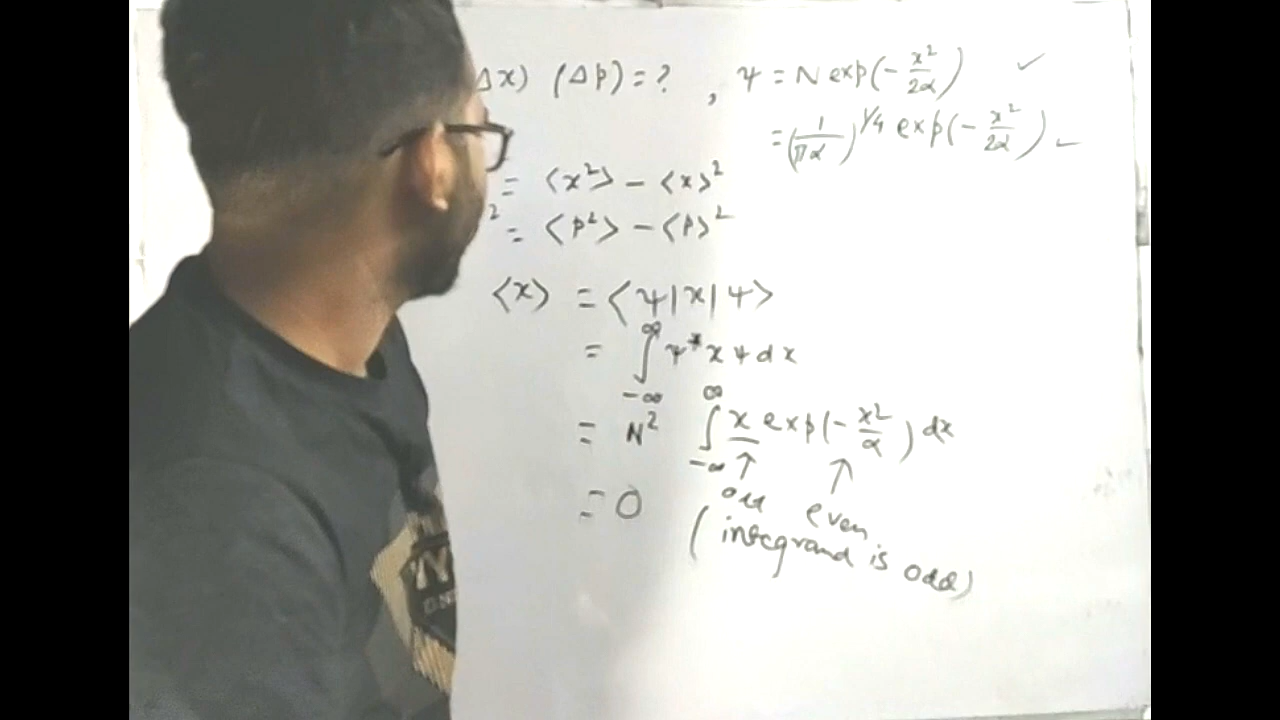 Δx) (Δp) = ? , ψ = N exp(-x²/2α) ✓
= (1/πα)^1/4 exp(-x²/2α) ✓
= <x²> - <x>²
² = <p²> - <p>²
<x> = <ψ|x|ψ>
= ∫_-∞^∞ ψ* x ψ dx
= N² ∫_-∞^∞ x exp(-x²/α) dx
↑ ↑
= 0 odd even
(integrand is odd)